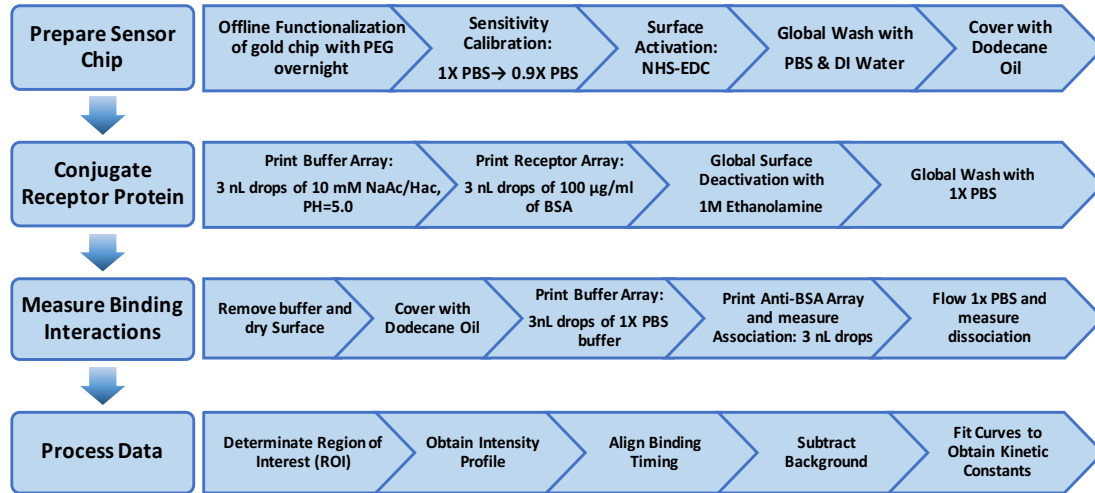 Prepare Sensor
Chip
Offline Functionalization
of gold chip with PEG
overnight
Sensitivity
Calibration:
1X PBS→ 0.9X PBS
Surface
Activation:
NHS-EDC
Global Wash with
PBS & DI Water
Cover with
Dodecane
Oil
Conjugate
Receptor Protein
Print Buffer Array:
3 nL drops of 10 mM NaAc/Hac,
PH=5.0
Print Receptor Array:
3 nL drops of 100 μg/ml
of BSA
Global Surface
Deactivation with
1M Ethanolamine
Global Wash with
1X PBS
Measure Binding
Interactions
Remove buffer and
dry Surface
Cover with
Dodecane Oil
Print Buffer Array:
3nL drops of 1X PBS
buffer
Print Anti-BSA Array
and measure
Association: 3 nL drops
Flow 1x PBS and
measure
dissociation
Process Data
Determinate Region of
Interest (ROI)
Obtain Intensity
Profile
Align Binding
Timing
Subtract
Background
Fit Curves to
Obtain Kinetic
Constants